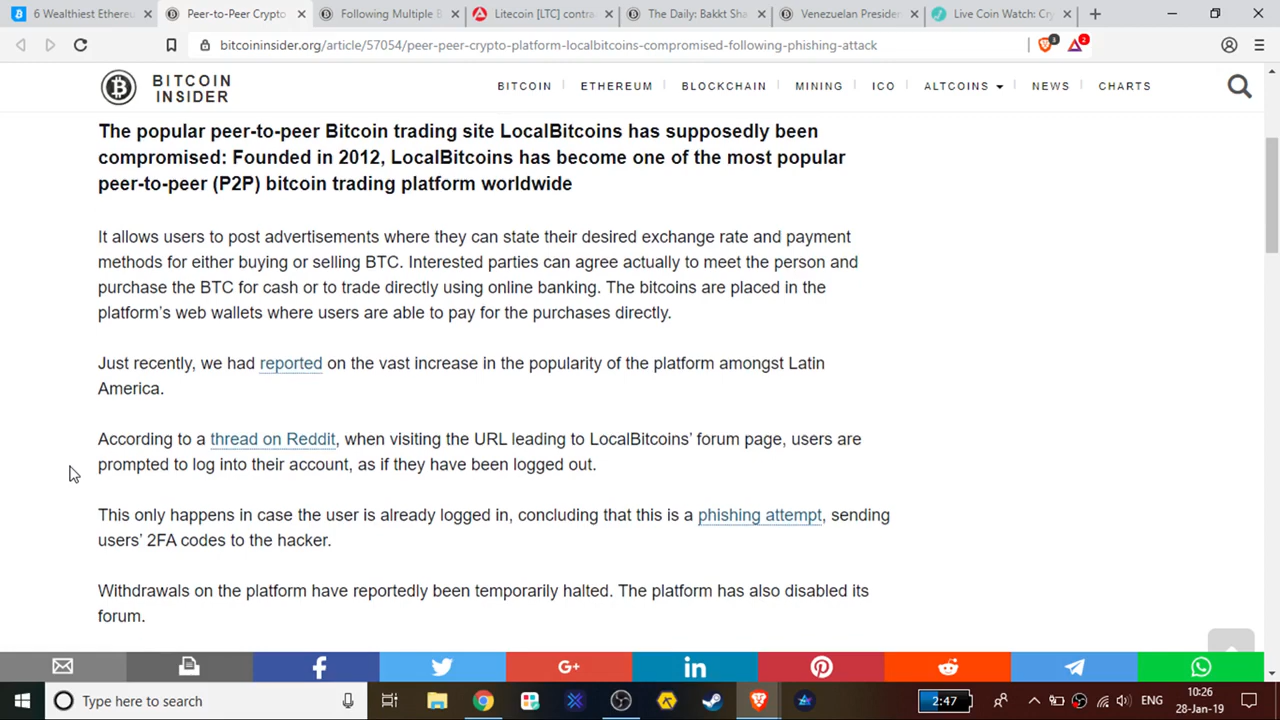 6 Wealthiest Ethereu
Peer-to-Peer Crypto
Following Multiple B
Litecoin [LTC] contra
The Daily: Bakkt Sha
Venezuelan Presiden
Live Coin Watch: Cry
bitcoininsider.org/article/57054/peer-peer-crypto-platform-localbitcoins-compromised-following-phishing-attack
3
2
BITCOIN
INSIDER
BITCOIN
ETHEREUM
BLOCKCHAIN
MINING
ICO
ALTCOINS
NEWS
CHARTS
The popular peer-to-peer Bitcoin trading site LocalBitcoins has supposedly been
compromised: Founded in 2012, LocalBitcoins has become one of the most popular
peer-to-peer (P2P) bitcoin trading platform worldwide
It allows users to post advertisements where they can state their desired exchange rate and payment
methods for either buying or selling BTC. Interested parties can agree actually to meet the person and
purchase the BTC for cash or to trade directly using online banking. The bitcoins are placed in the
platform's web wallets where users are able to pay for the purchases directly.
Just recently, we had reported on the vast increase in the popularity of the platform amongst Latin
America.
According to a thread on Reddit, when visiting the URL leading to LocalBitcoins' forum page, users are
prompted to log into their account, as if they have been logged out.
This only happens in case the user is already logged in, concluding that this is a phishing attempt, sending
users' 2FA codes to the hacker.
Withdrawals on the platform have reportedly been temporarily halted. The platform has also disabled its
forum.
Type here to search
2:47
ENG
10:26
28-Jan-19